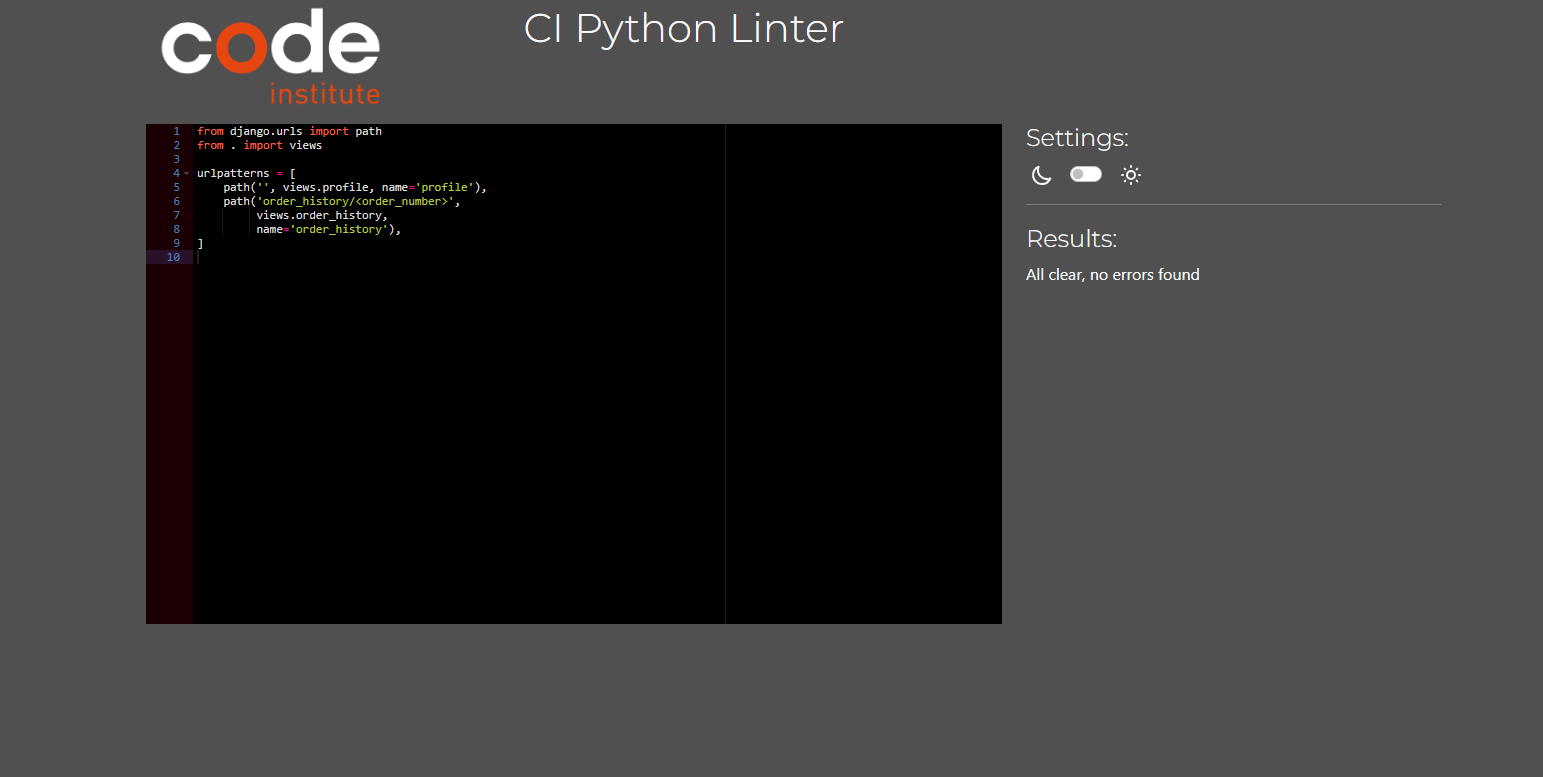 code
institute
CI Python Linter
1 from django.urls import path
2 from . import views
3
4 urlpatterns = [
5     path('', views.profile, name='profile'),
6     path('order_history/<order_number>',
7          views.order_history,
8          name='order_history'),
9 ]
10
Settings:
Results:
All clear, no errors found